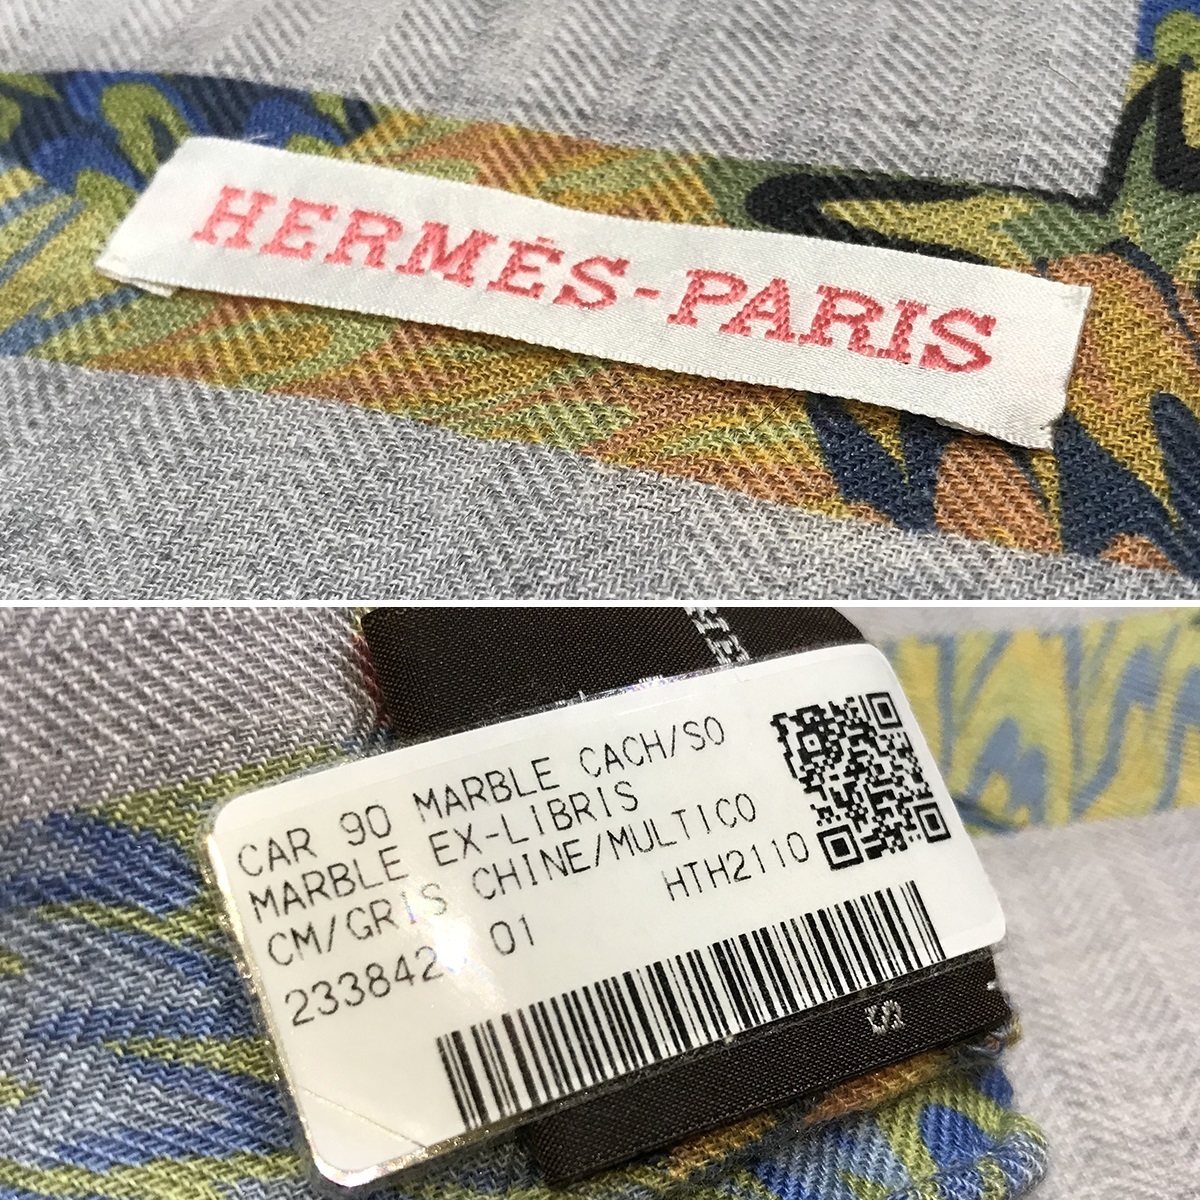 HERMÈS-PARIS
CAR 90 MARBLE CACH/SO
MARBLE EX-LIBRIS
CM/GRIS CHINE/MULTICO
HTH2110
01